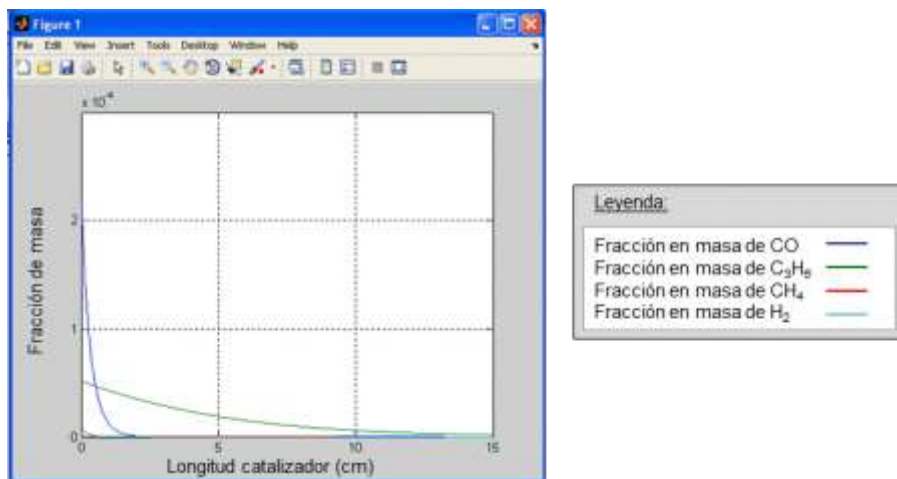 Figure 1
File Edit View Insert Tools Desktop Window Help
x 10⁻⁴
Fracción de masa
2
1
0
0 5 10 15
Longitud catalizador (cm)
Leyenda:
Fracción en masa de CO
Fracción en masa de C₃H₆
Fracción en masa de CH₄
Fracción en masa de H₂